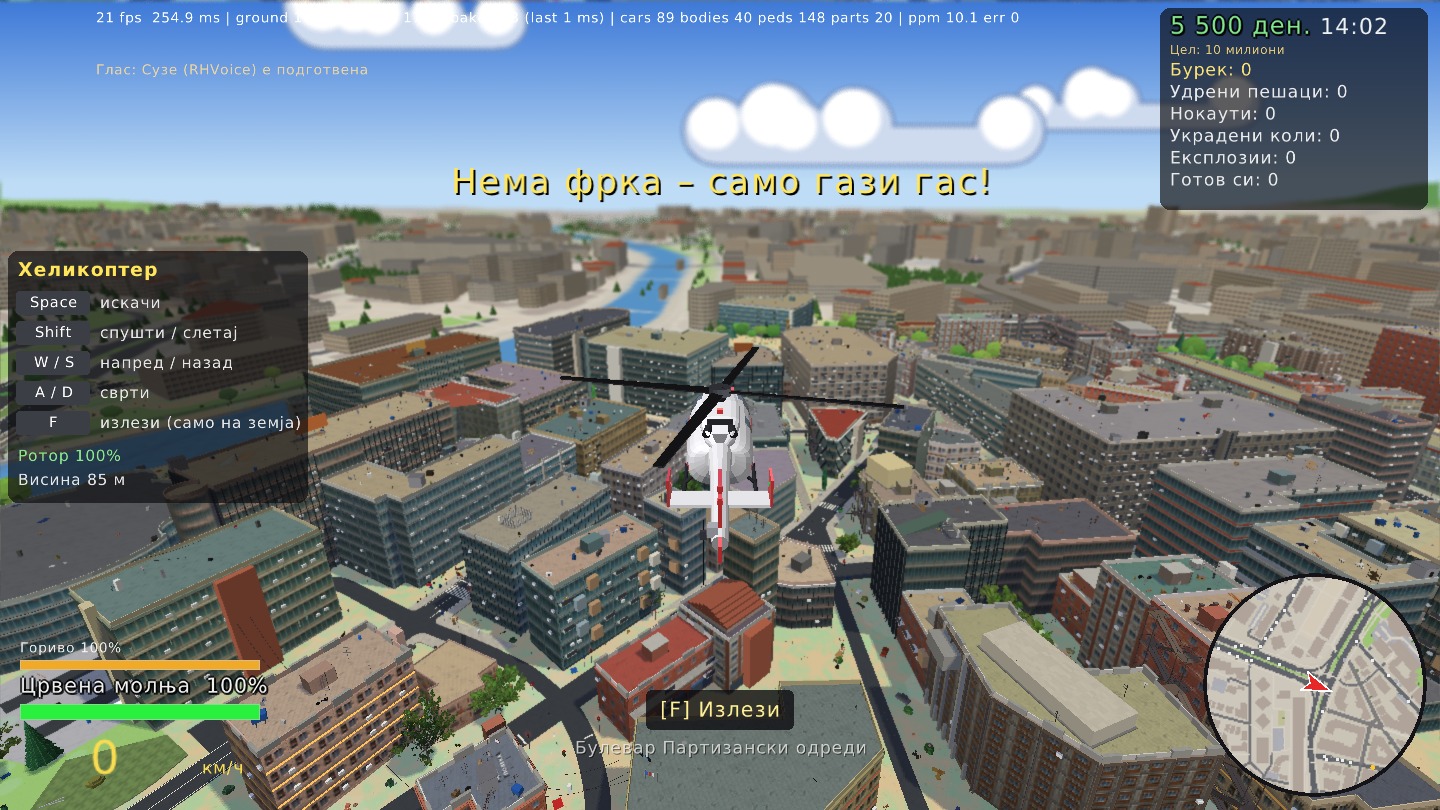 21 fps 254.9 ms | ground (last 1 ms) | cars 89 bodies 40 peds 148 parts 20 | ppm 10.1 err 0
Глас: Сузе (RHVoice) е подготвена
5 500 ден. 14:02
Цел: 10 милиони
Бурек: 0
Удрени пешаци: 0
Нокаути: 0
Украдени коли: 0
Експлозии: 0
Готов си: 0
Нема фрка – само гази гас!
Хеликоптер
Space искачи
Shift спушти / слетај
W / S напред / назад
A / D сврти
F излези (само на земја)
Ротор 100%
Висина 85 м
Гориво 100%
Црвена молња 100%
0 км/ч
[F] Излези
Булевар Партизански одреди